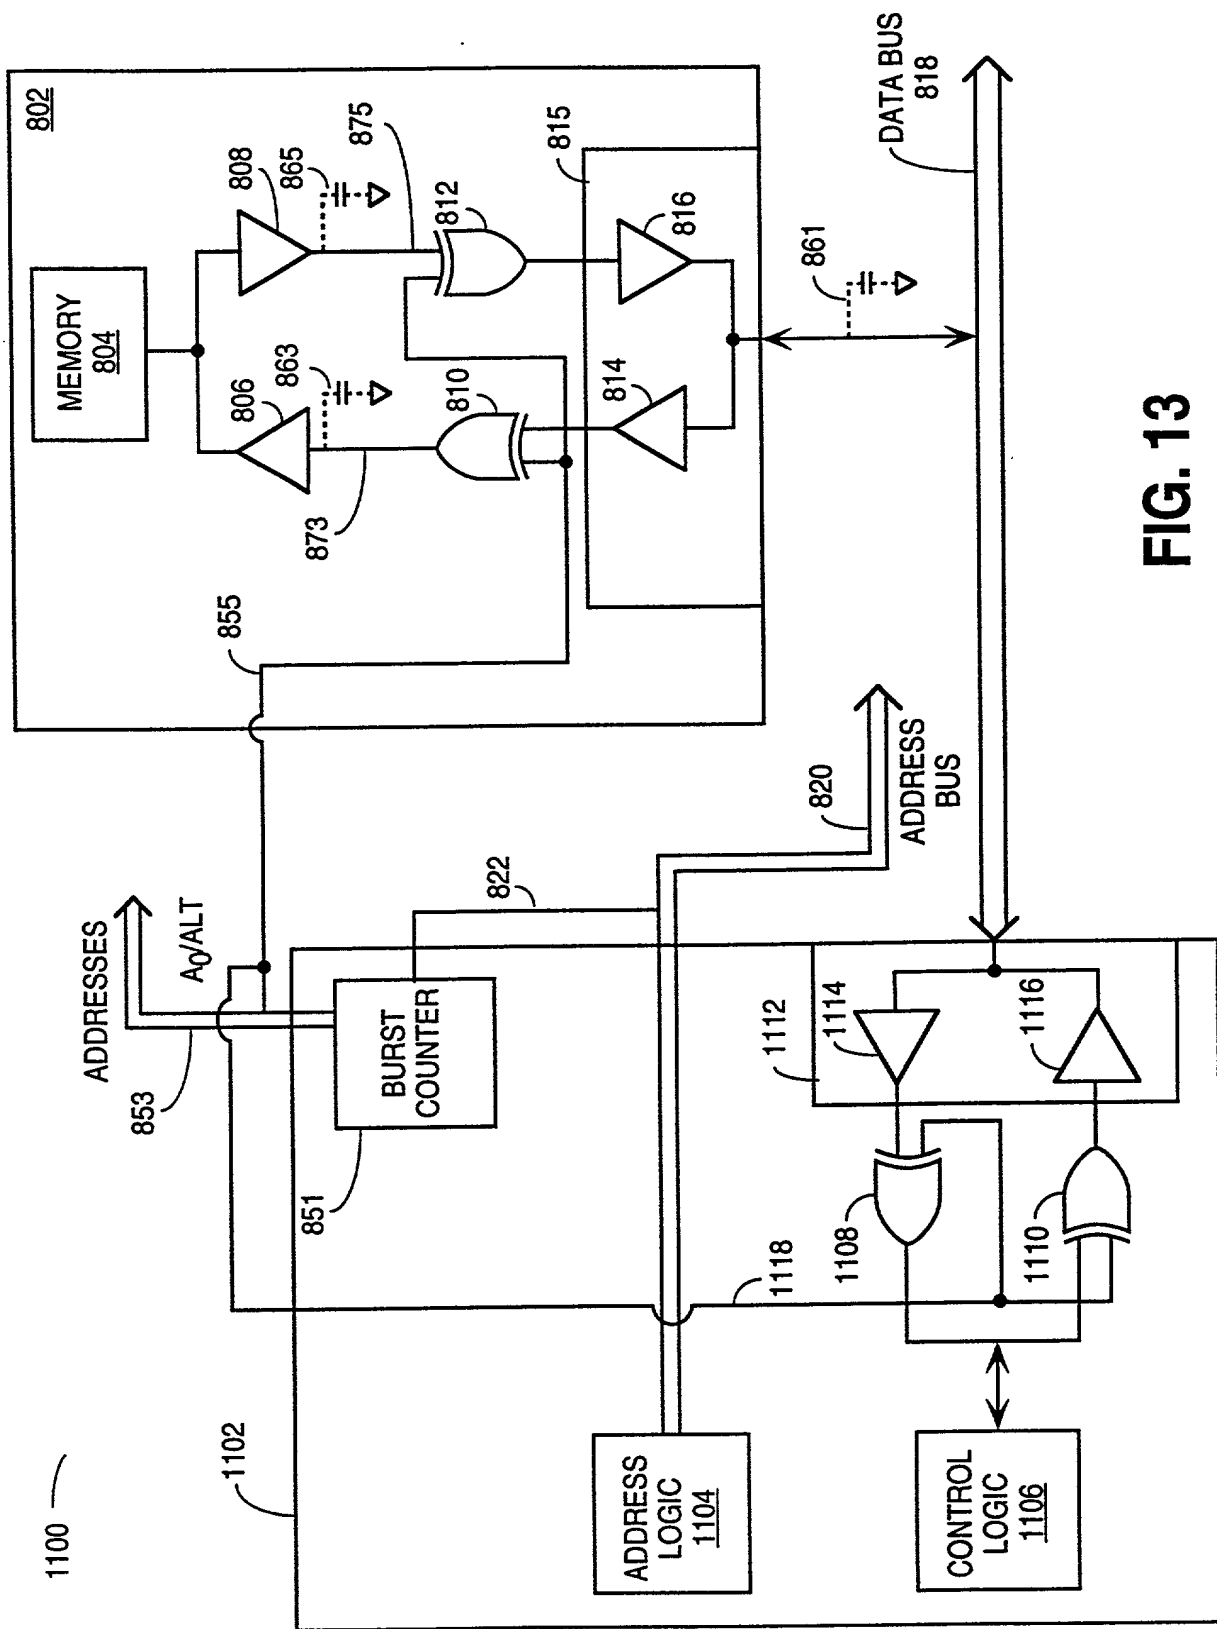 1100
1102
ADDRESSES
853
A0/ALT
855
802
MEMORY
804
806
808
863
865
873
875
810
812
815
814
816
861
BURST
COUNTER
851
822
820
ADDRESS
BUS
DATA BUS
818
ADDRESS
LOGIC
1104
1118
1112
1114
1116
1108
1110
CONTROL
LOGIC
1106
FIG. 13